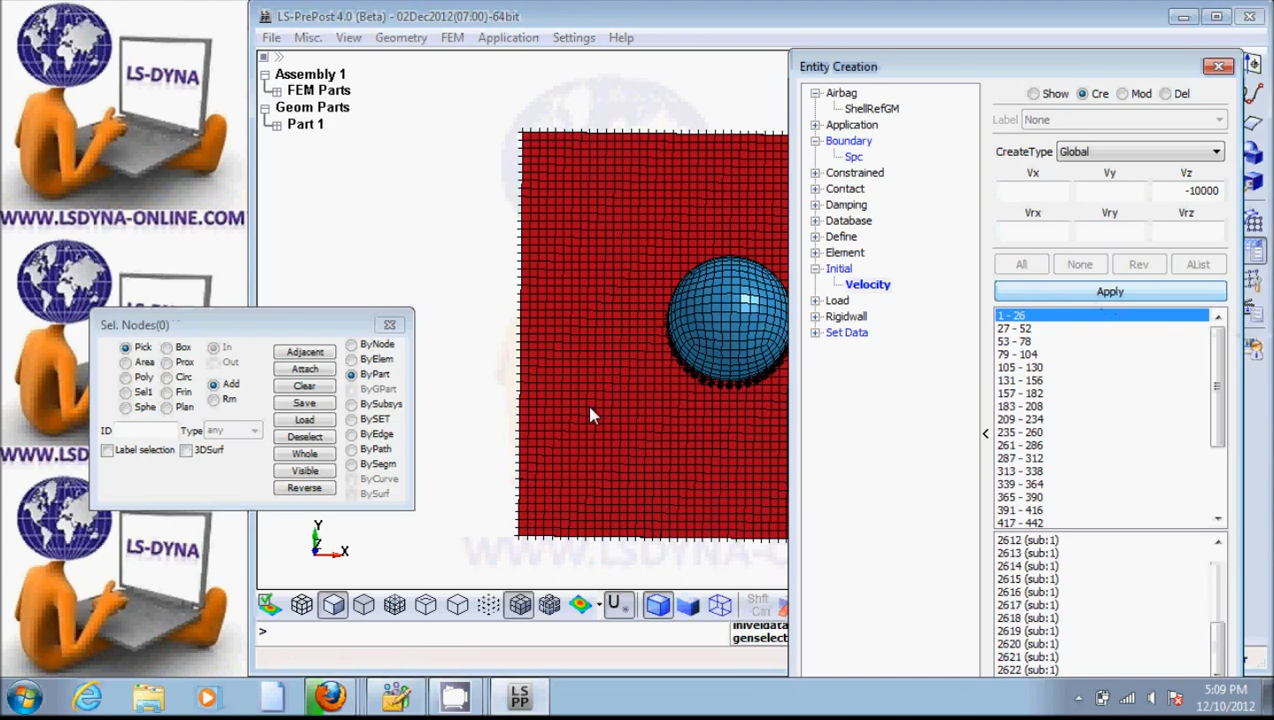 LS-PrePost 4.0 (Beta) - 02Dec2012(07:00)-64bit
File Misc. View Geometry FEM Application Settings Help
Assembly 1
FEM Parts
Geom Parts
Part 1
LS-DYNA
WWW.LSDYNA-ONLINE.COM
LS-DYNA
LS-DYNA
Sel. Nodes(0)
Pick Box In
Area Prox Out
Poly Circ
Sel1 Frin Add
Sphe Plan Rm
ID Type any
Label selection 3DSurf
Adjacent
Attach
Clear
Save
Load
Deselect
Whole
Visible
Reverse
ByNode
ByElem
ByPart
ByGPart
BySubsys
BySET
ByEdge
ByPath
BySegm
ByCurve
BySurf
Y
Z
X
WWW.LSDYNA-
U
Shft
Ctrl
>
genselect
Entity Creation
Airbag
ShellRefGM
Application
Boundary
Spc
Constrained
Contact
Damping
Database
Define
Element
Initial
Velocity
Load
Rigidwall
Set Data
Show Cre Mod Del
Label None
CreateType Global
Vx Vy Vz
-10000
Vrx Vry Vrz
All None Rev AList
Apply
1 - 26
27 - 52
53 - 78
79 - 104
105 - 130
131 - 156
157 - 182
183 - 208
209 - 234
235 - 260
261 - 286
287 - 312
313 - 338
339 - 364
365 - 390
391 - 416
417 - 442
2612 (sub:1)
2613 (sub:1)
2614 (sub:1)
2615 (sub:1)
2616 (sub:1)
2617 (sub:1)
2618 (sub:1)
2619 (sub:1)
2620 (sub:1)
2621 (sub:1)
2622 (sub:1)
LS
PP
5:09 PM
12/10/2012